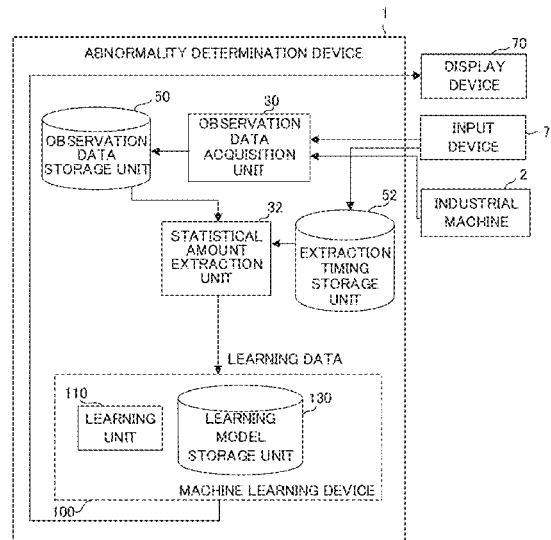 1
ABNORMALITY DETERMINATION DEVICE
70
DISPLAY
DEVICE
50
OBSERVATION
DATA
STORAGE UNIT
30
OBSERVATION
DATA
ACQUISITION
UNIT
INPUT
DEVICE
7
2
INDUSTRIAL
MACHINE
32
STATISTICAL
AMOUNT
EXTRACTION
UNIT
52
EXTRACTION
TIMING
STORAGE
UNIT
LEARNING DATA
110
LEARNING
UNIT
LEARNING
MODEL
STORAGE UNIT
130
MACHINE LEARNING DEVICE
100